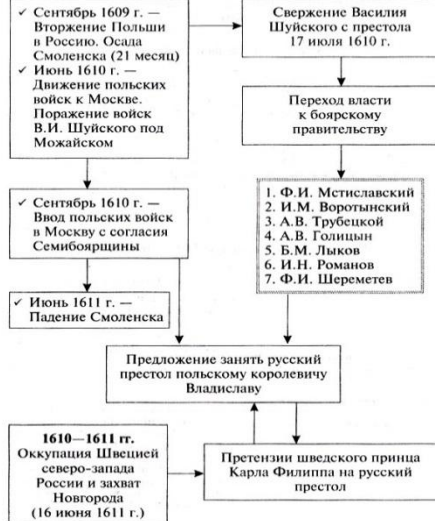 ✓ Сентябрь 1609 г. —
Вторжение Польши
в Россию. Осада
Смоленска (21 месяц)
✓ Июнь 1610 г. —
Движение польских
войск к Москве.
Поражение войск
В.И. Шуйского под
Можайском
Свержение Василия
Шуйского с престола
17 июля 1610 г.
Переход власти
к боярскому
правительству
1. Ф.И. Мстиславский
2. И.М. Воротынский
3. А.В. Трубецкой
4. А.В. Голицын
5. Б.М. Лыков
6. И.Н. Романов
7. Ф.И. Шереметев
✓ Сентябрь 1610 г. —
Ввод польских войск
в Москву с согласия
Семибоярщины
✓ Июнь 1611 г. —
Падение Смоленска
Предложение занять русский
престол польскому королевичу
Владиславу
1610—1611 гг.
Оккупация Швецией
северо-запада
России и захват
Новгорода
(16 июня 1611 г.)
Претензии шведского принца
Карла Филиппа на русский
престол